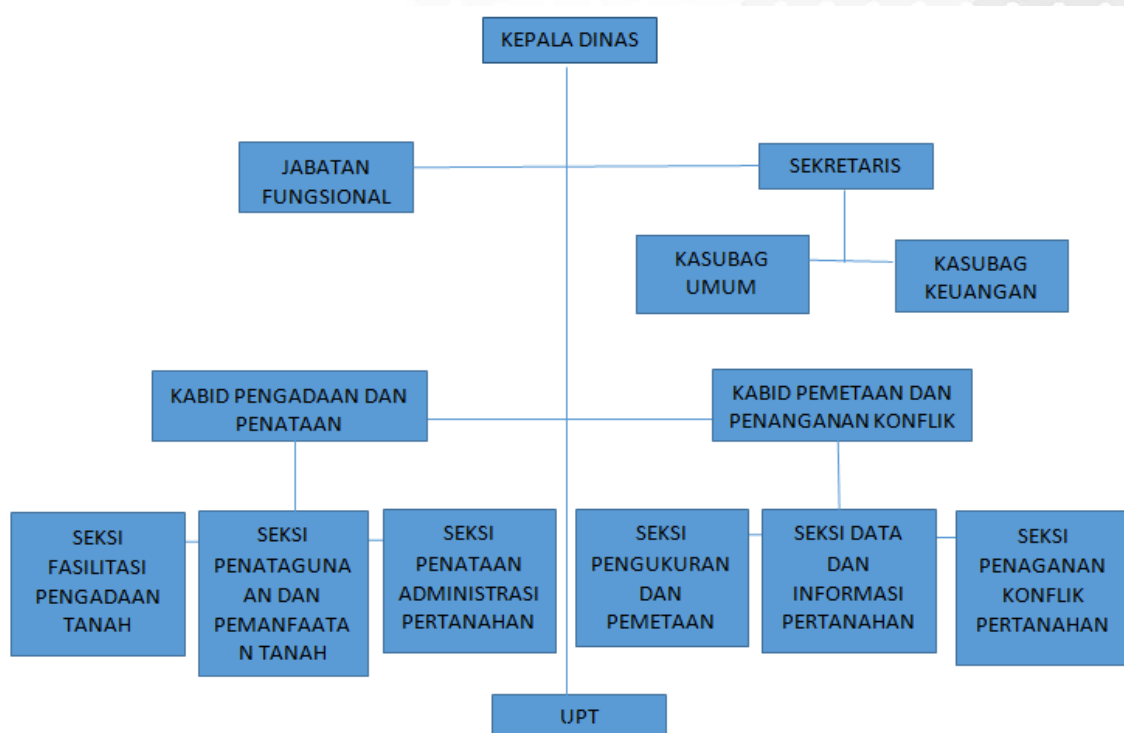 KEPALA DINAS
JABATAN
FUNGSIONAL
SEKRETARIS
KASUBAG
UMUM
KASUBAG
KEUANGAN
KABID PENGADAAN DAN
PENATAAN
KABID PEMETAAN DAN
PENANGANAN KONFLIK
SEKSI
FASILITASI
PENGADAAN
TANAH
SEKSI
PENATAGUNA
AN DAN
PEMANFAATA
N TANAH
SEKSI
PENATAAN
ADMINISTRASI
PERTANAHAN
SEKSI
PENGUKURAN
DAN
PEMETAAN
SEKSI DATA
DAN
INFORMASI
PERTANAHAN
SEKSI
PENAGANAN
KONFLIK
PERTANAHAN
UPT